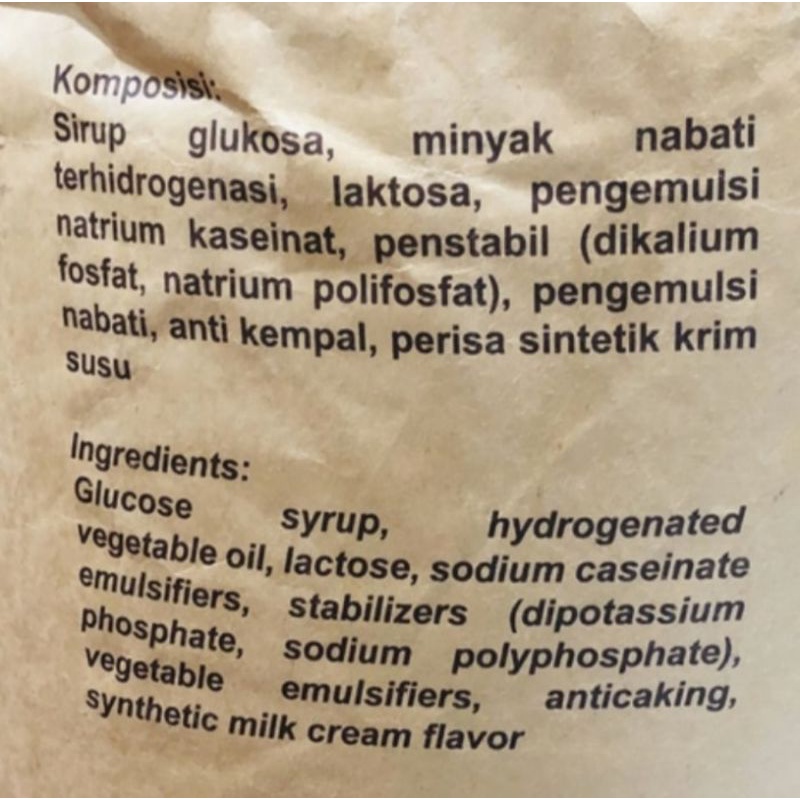 Komposisi:
Sirup glukosa, minyak nabati
terhidrogenasi, laktosa, pengemulsi
natrium kaseinat, penstabil (dikalium
fosfat, natrium polifosfat), pengemulsi
nabati, anti kempal, perisa sintetik krim
susu
Ingredients:
Glucose syrup, hydrogenated
vegetable oil, lactose, sodium caseinate
emulsifiers, stabilizers (dipotassium
phosphate, sodium polyphosphate),
vegetable emulsifiers, anticaking,
synthetic milk cream flavor